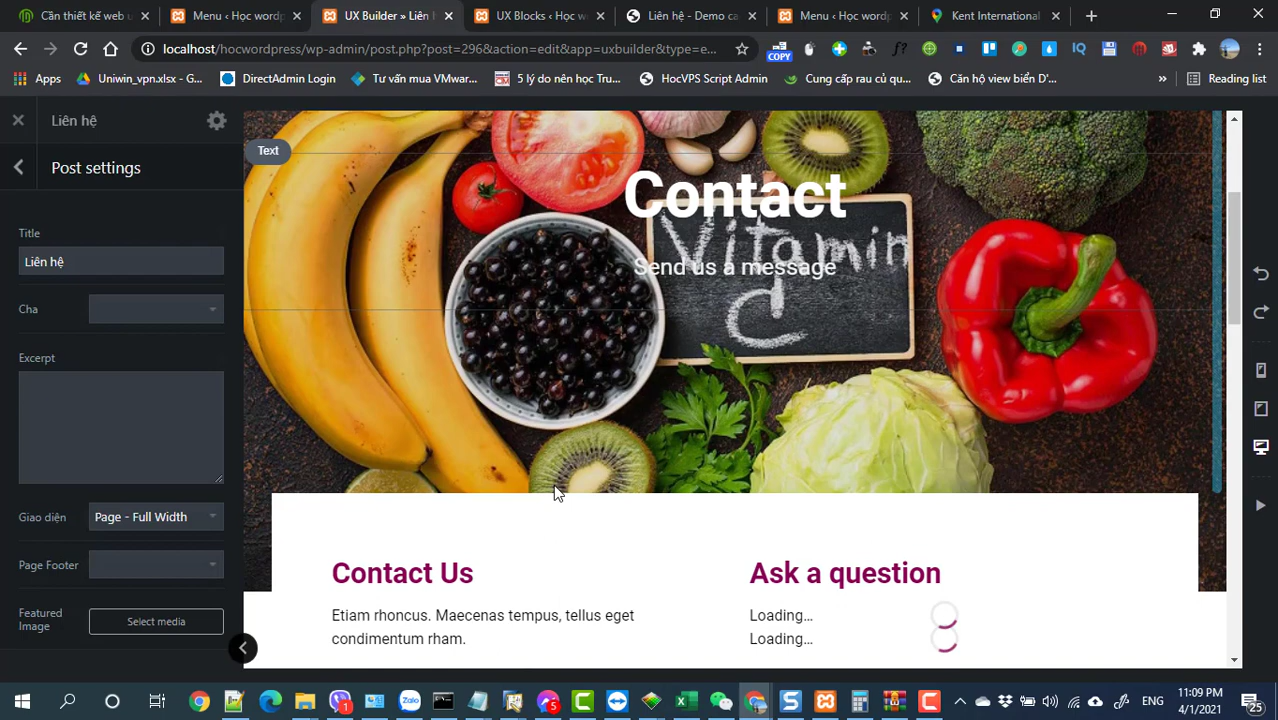 Cần thiết kế web u
Menu ‹ Học wordp
UX Builder » Liên l
UX Blocks ‹ Học w
Liên hệ - Demo ca
Menu ‹ Học wordp
Kent International
localhost/hocwordpress/wp-admin/post.php?post=296&action=edit&app=uxbuilder&type=e...
COPY
Apps
Uniwin_vpn.xlsx - G...
DirectAdmin Login
Tư vấn mua VMwar...
5 lý do nên học Tru...
HocVPS Script Admin
Cung cấp rau củ qu...
Căn hộ view biển D'...
Reading list
Liên hệ
Post settings
Title
Liên hệ
Cha
Excerpt
Giao diện
Page - Full Width
Page Footer
Featured
Image
Select media
Text
Contact
Vitamin
Send us a message
C
Contact Us
Ask a question
Etiam rhoncus. Maecenas tempus, tellus eget
condimentum rham.
Loading...
Loading...
ENG
11:09 PM
4/1/2021
25